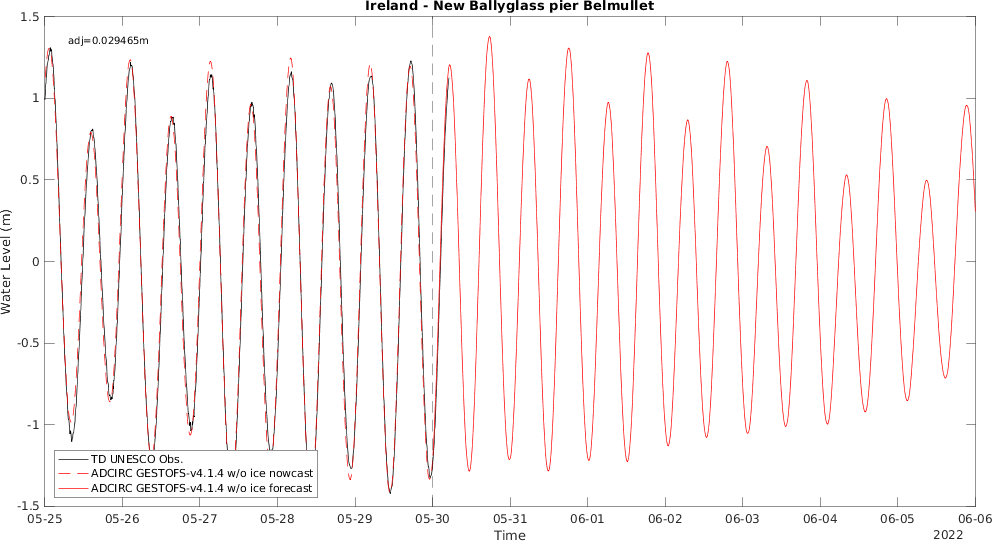 Ireland - New Ballyglass pier Belmullet
adj=0.029465m
Water Level (m)
1.5
1
0.5
0
-0.5
-1
-1.5
TD UNESCO Obs.
ADCIRC GESTOFS-v4.1.4 w/o ice nowcast
ADCIRC GESTOFS-v4.1.4 w/o ice forecast
05-25 05-26 05-27 05-28 05-29 05-30 05-31 06-01 06-02 06-03 06-04 06-05 06-06
Time
2022